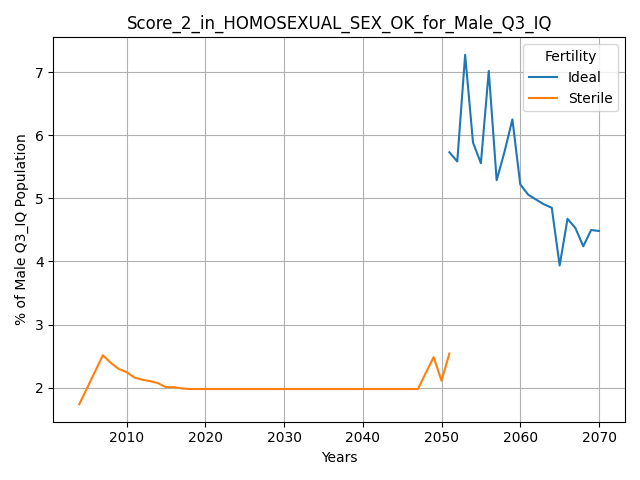 Score_2_in_HOMOSEXUAL_SEX_OK_for_Male_Q3_IQ
Fertility
Ideal
Sterile
% of Male Q3_IQ Population
7
6
5
4
3
2
2010 2020 2030 2040 2050 2060 2070
Years